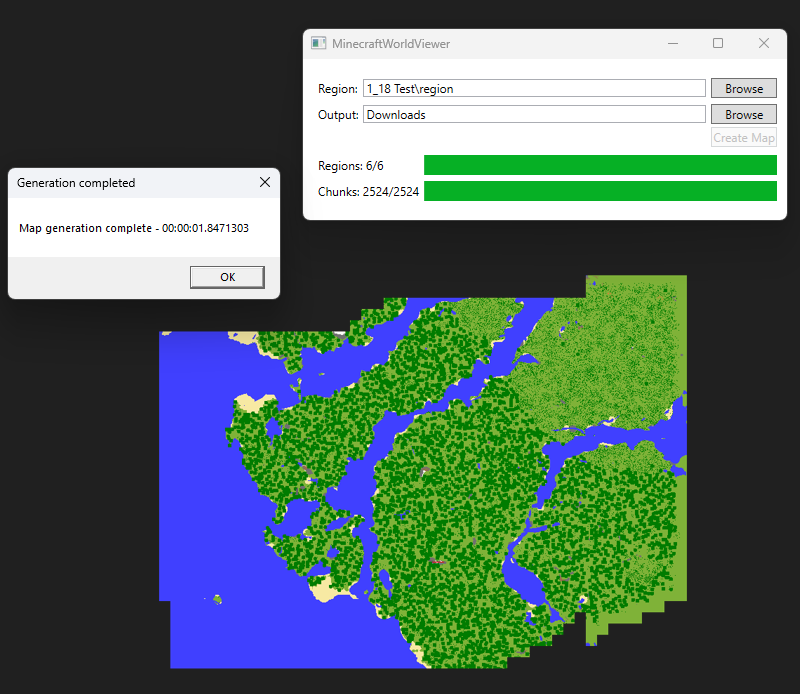 MinecraftWorldViewer
Region: 1_18 Test\region Browse
Output: Downloads Browse
Create Map
Regions: 6/6
Chunks: 2524/2524
Generation completed
Map generation complete - 00:00:01.8471303
OK